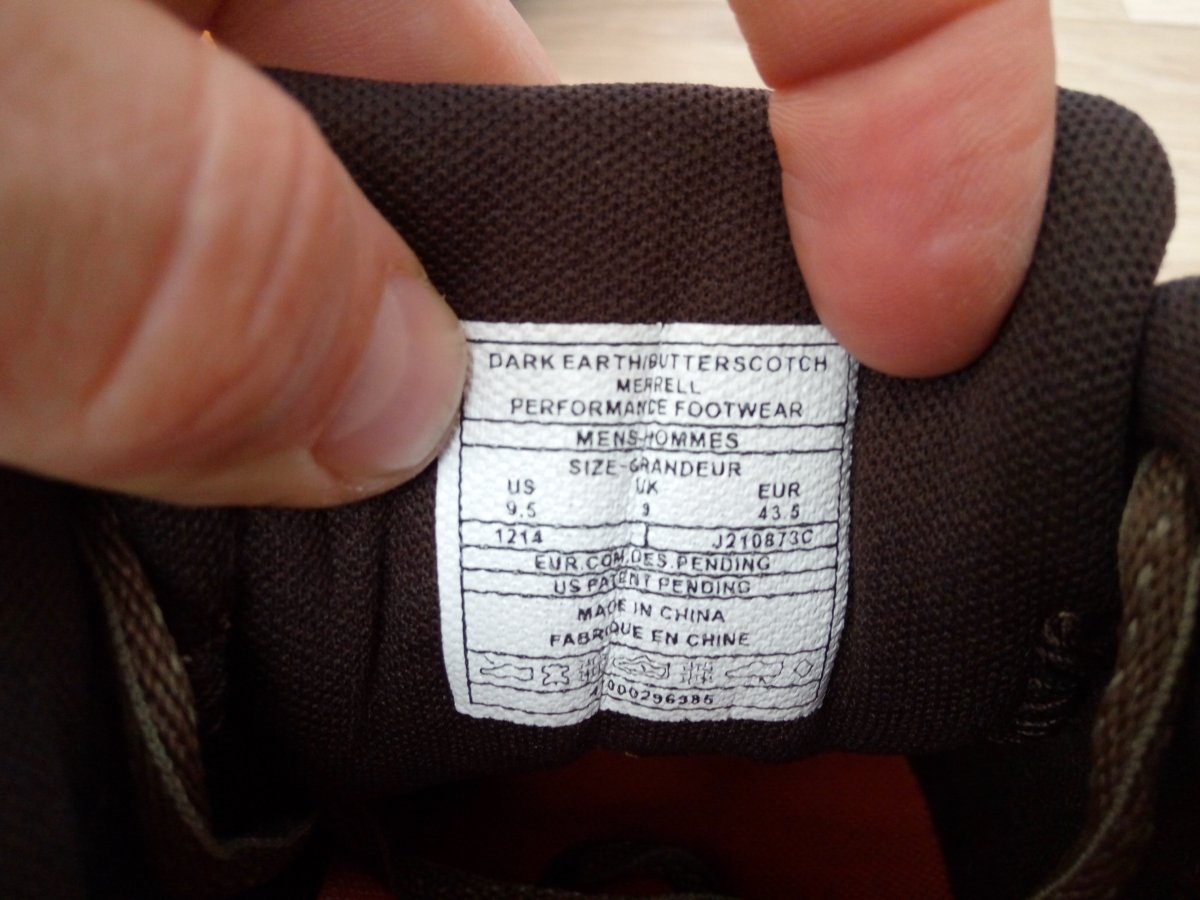 DARK EARTH/BUTTERSCOTCH
MERRELL
PERFORMANCE FOOTWEAR
MENS-HOMMES
SIZE-GRANDEUR
US UK EUR
9.5 9 43.5
1214 J210873C
EUR.COM.DES.PENDING
US PATENT PENDING
MADE IN CHINA
FABRIQUE EN CHINE